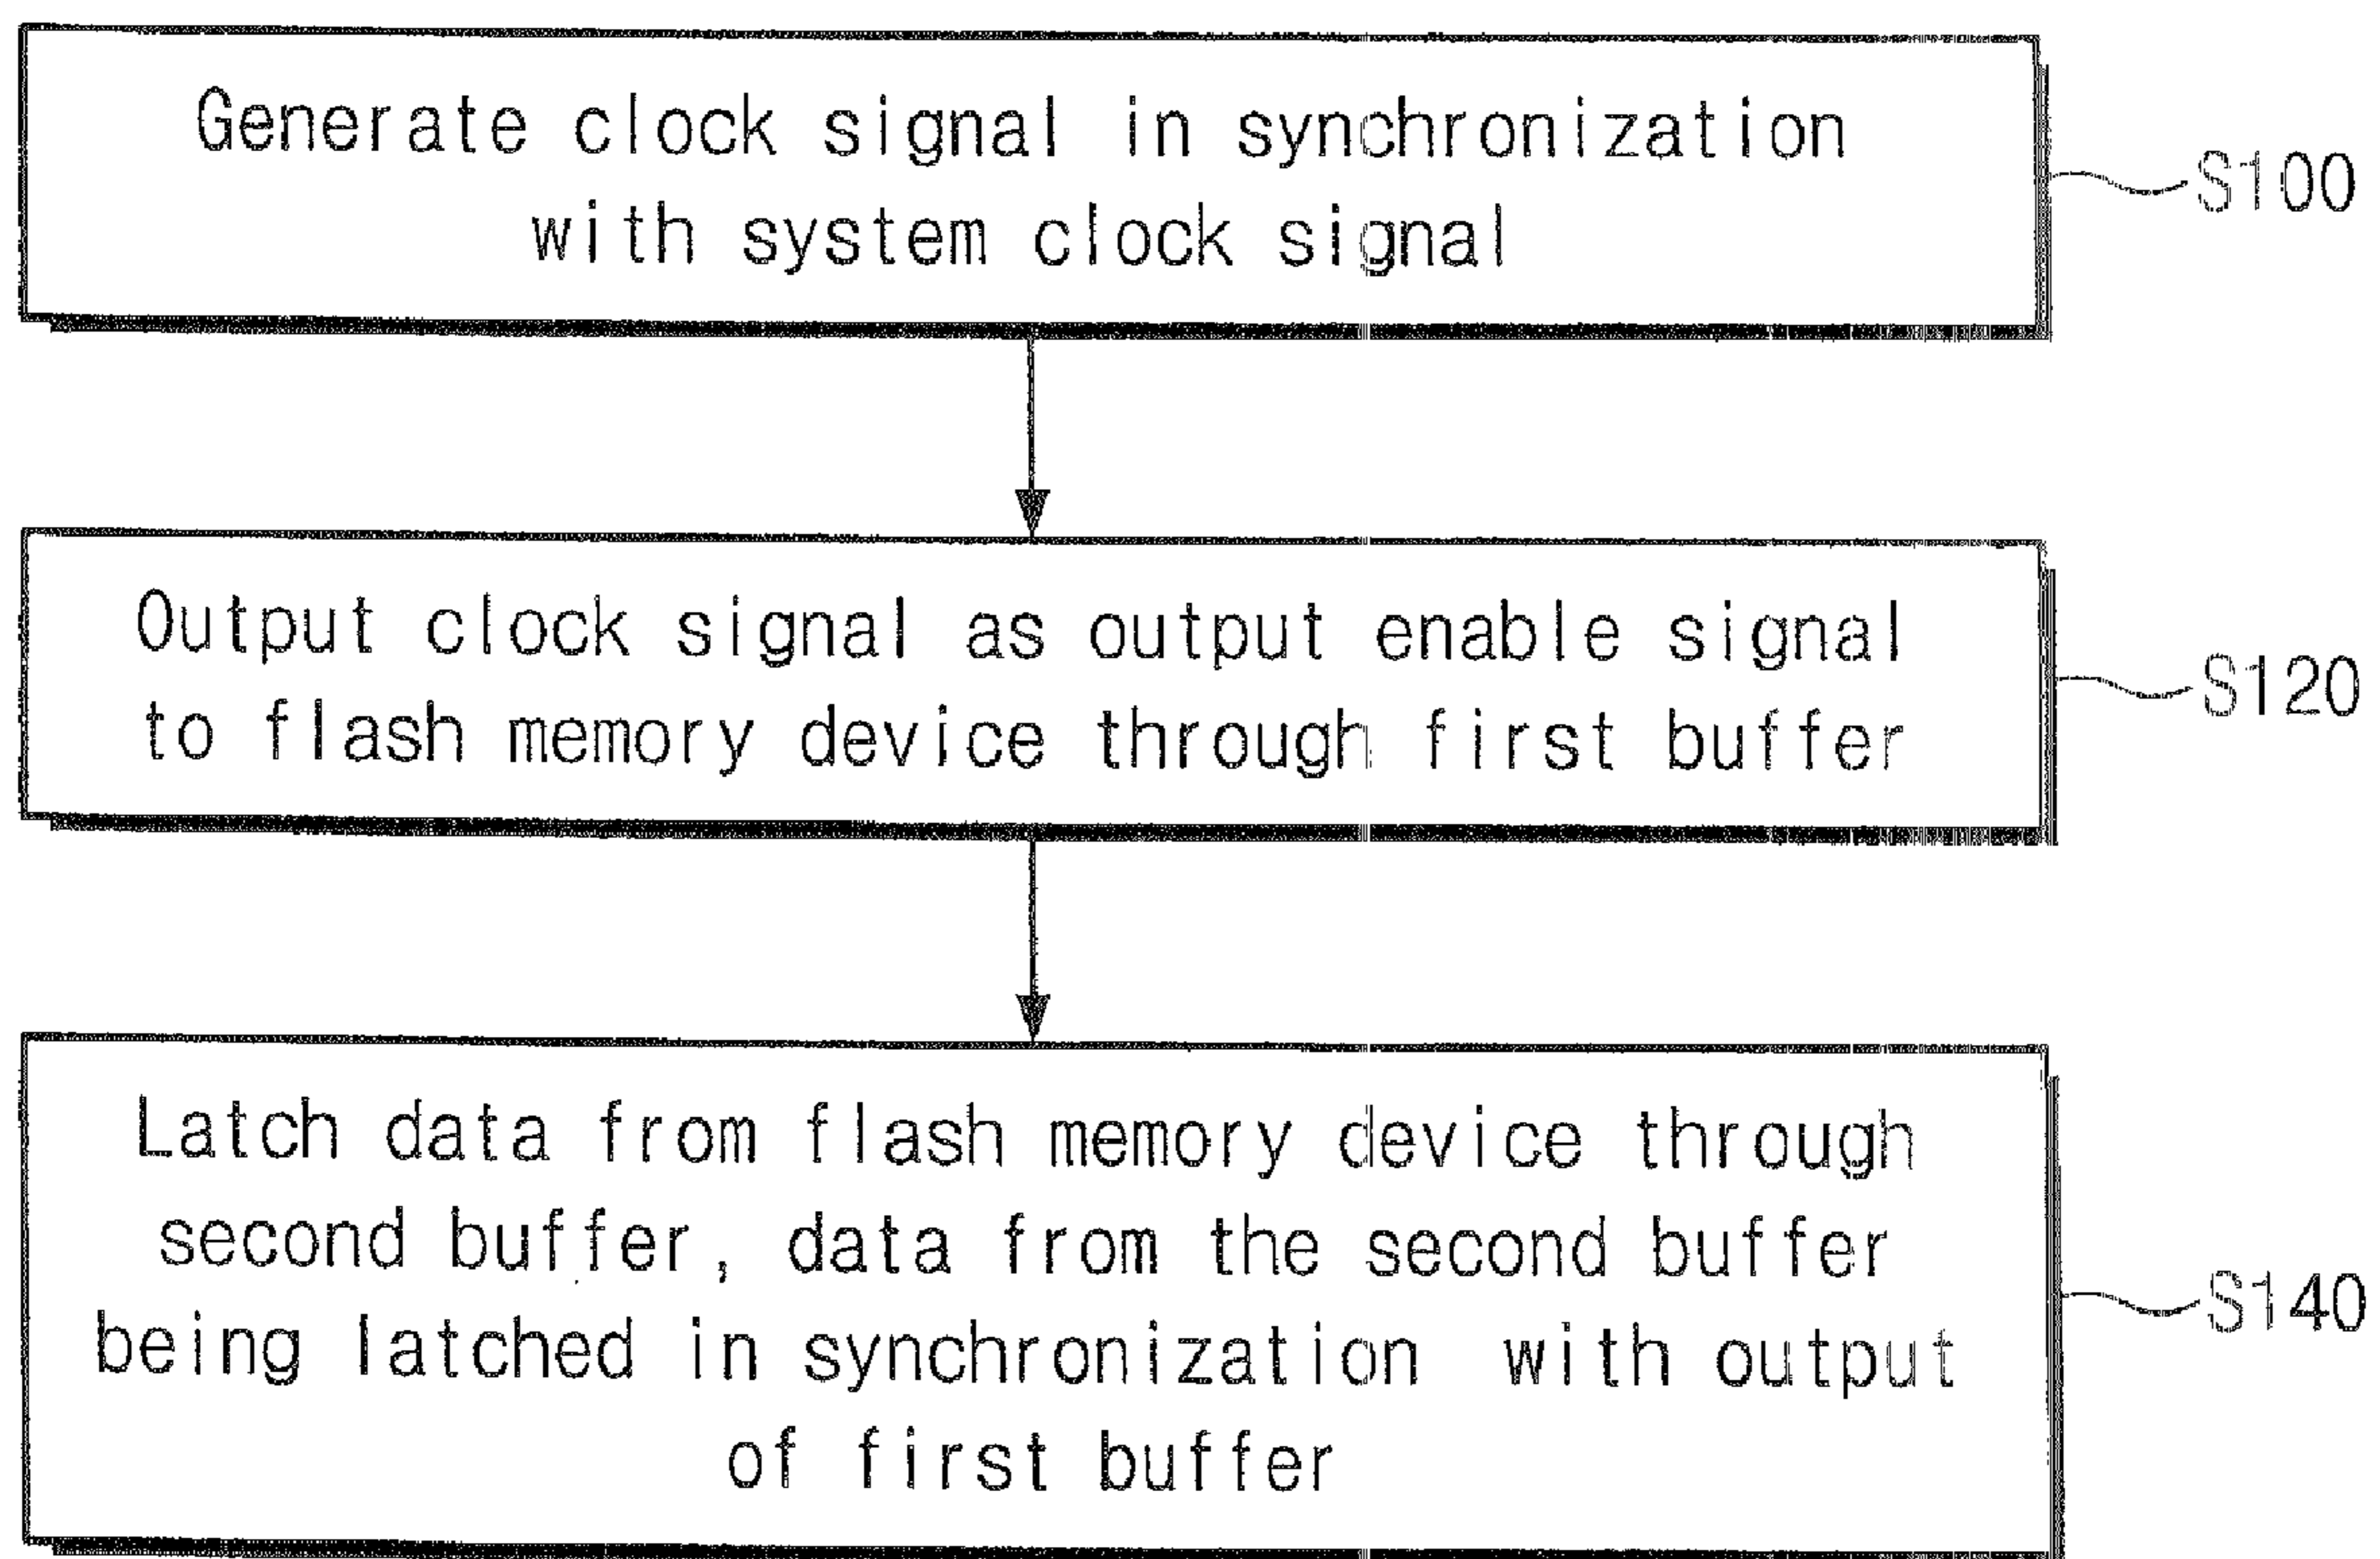 Generate clock signal in synchronization
with system clock signal
S100
Output clock signal as output enable signal
to flash memory device through first buffer
S120
Latch data from flash memory device through
second buffer, data from the second buffer
being latched in synchronization with output
of first buffer
S140